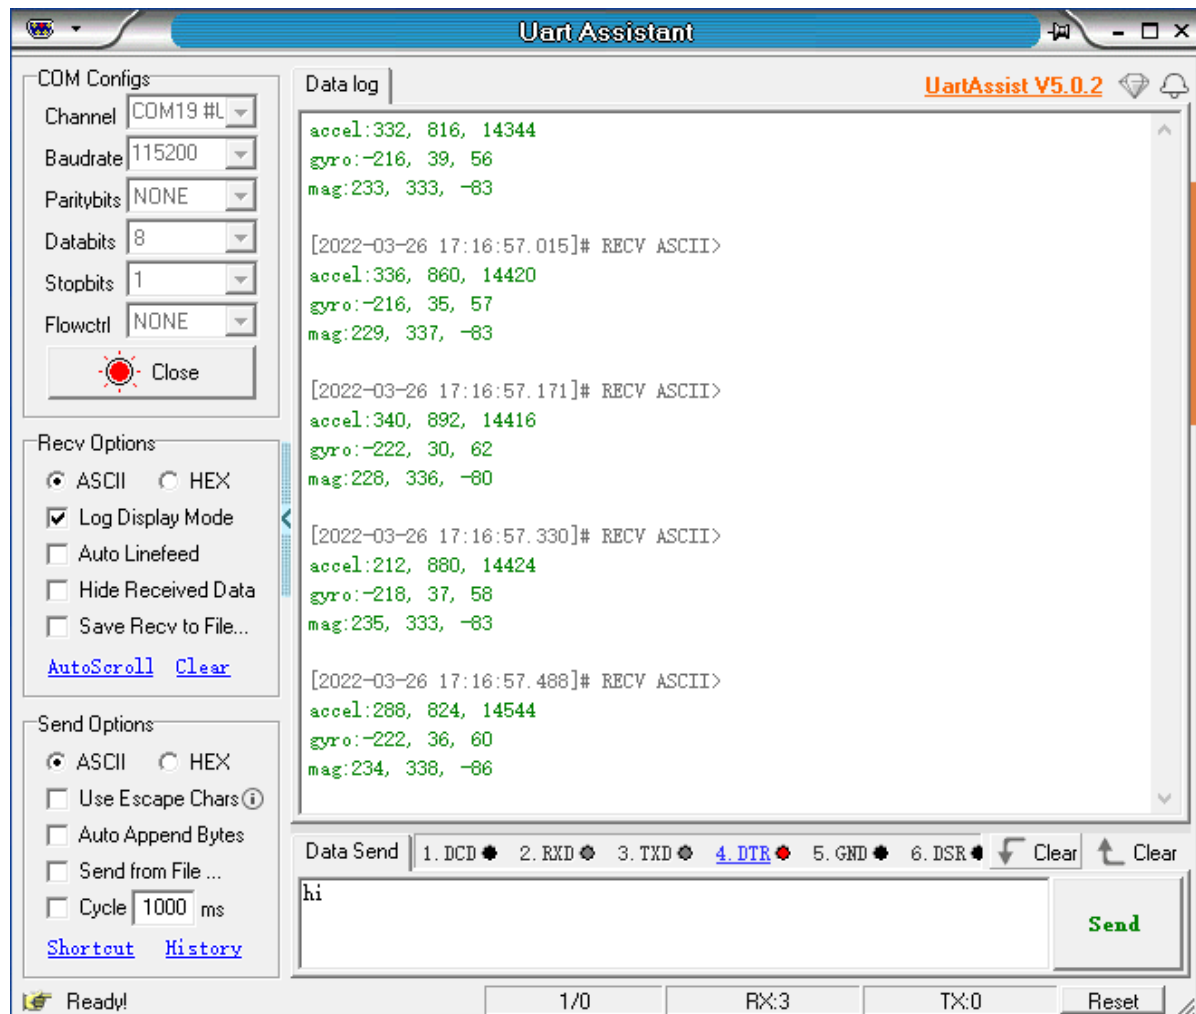 Uart Assistant
COM Configs
Channel COM19 #U
Baudrate 115200
Paritybits NONE
Databits 8
Stopbits 1
Flowctrl NONE
Close
Recv Options
ASCII HEX
Log Display Mode
Auto Linefeed
Hide Received Data
Save Recv to File...
AutoScroll Clear
Send Options
ASCII HEX
Use Escape Chars
Auto Append Bytes
Send from File ...
Cycle 1000 ms
Shortcut History
Data log UartAssist V5.0.2
accel:332, 816, 14344
gyro:-216, 39, 56
mag:233, 333, -83
[2022-03-26 17:16:57.015]# RECV ASCII>
accel:336, 860, 14420
gyro:-216, 35, 57
mag:229, 337, -83
[2022-03-26 17:16:57.171]# RECV ASCII>
accel:340, 892, 14416
gyro:-222, 30, 62
mag:228, 336, -80
[2022-03-26 17:16:57.330]# RECV ASCII>
accel:212, 880, 14424
gyro:-218, 37, 58
mag:235, 333, -83
[2022-03-26 17:16:57.488]# RECV ASCII>
accel:288, 824, 14544
gyro:-222, 36, 60
mag:234, 338, -86
Data Send 1. DCD 2. RXD 3. TXD 4. DTR 5. GND 6. DSR Clear Clear
hi
Send
Ready! 1/0 RX:3 TX:0 Reset